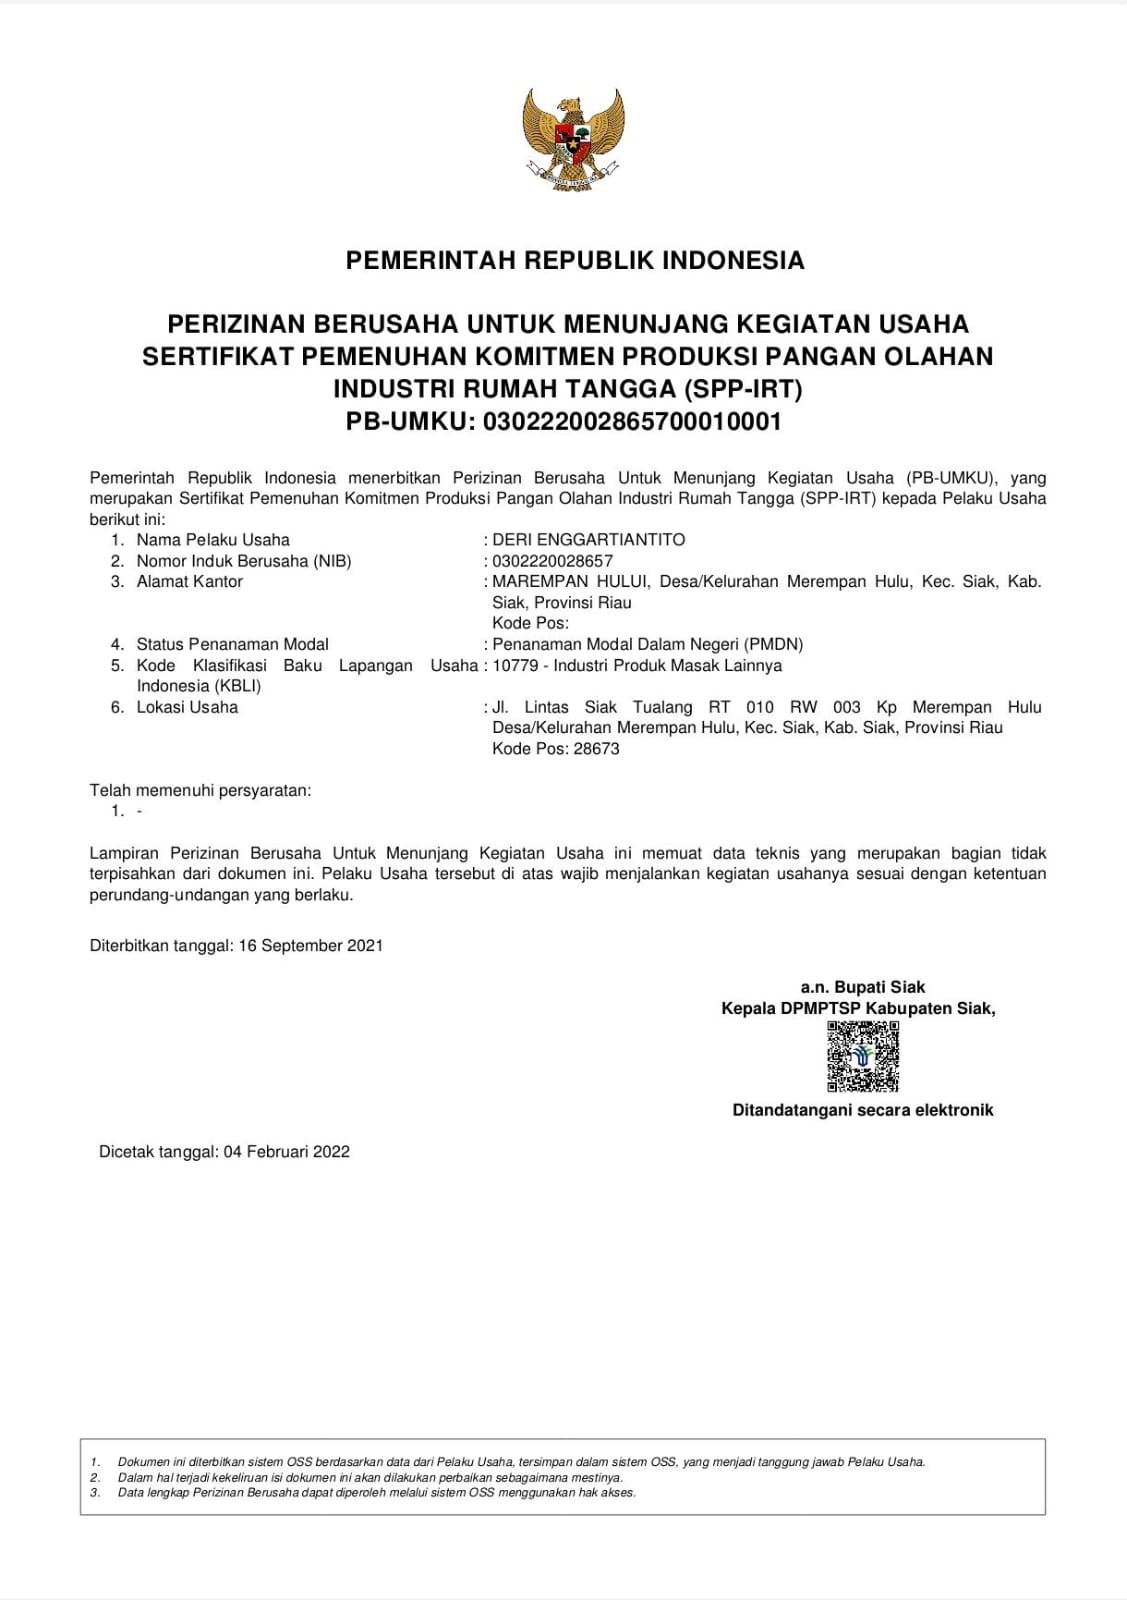 PEMERINTAH REPUBLIK INDONESIA
PERIZINAN BERUSAHA UNTUK MENUNJANG KEGIATAN USAHA
SERTIFIKAT PEMENUHAN KOMITMEN PRODUKSI PANGAN OLAHAN
INDUSTRI RUMAH TANGGA (SPP-IRT)
PB-UMKU: 030222002865700010001
Pemerintah Republik Indonesia menerbitkan Perizinan Berusaha Untuk Menunjang Kegiatan Usaha (PB-UMKU), yang
merupakan Sertifikat Pemenuhan Komitmen Produksi Pangan Olahan Industri Rumah Tangga (SPP-IRT) kepada Pelaku Usaha
berikut ini:
1. Nama Pelaku Usaha : DERI ENGGARTIANTITO
2. Nomor Induk Berusaha (NIB) : 0302220028657
3. Alamat Kantor : MAREMPAN HULUI, Desa/Kelurahan Merempan Hulu, Kec. Siak, Kab.
Siak, Provinsi Riau
Kode Pos:
4. Status Penanaman Modal : Penanaman Modal Dalam Negeri (PMDN)
5. Kode Klasifikasi Baku Lapangan Usaha : 10779 - Industri Produk Masak Lainnya
Indonesia (KBLI)
6. Lokasi Usaha : Jl. Lintas Siak Tualang RT 010 RW 003 Kp Merempan Hulu
Desa/Kelurahan Merempan Hulu, Kec. Siak, Kab. Siak, Provinsi Riau
Kode Pos: 28673
Telah memenuhi persyaratan:
1. -
Lampiran Perizinan Berusaha Untuk Menunjang Kegiatan Usaha ini memuat data teknis yang merupakan bagian tidak
terpisahkan dari dokumen ini. Pelaku Usaha tersebut di atas wajib menjalankan kegiatan usahanya sesuai dengan ketentuan
perundang-undangan yang berlaku.
Diterbitkan tanggal: 16 September 2021
a.n. Bupati Siak
Kepala DPMPTSP Kabupaten Siak,
Ditandatangani secara elektronik
Dicetak tanggal: 04 Februari 2022
1. Dokumen ini diterbitkan sistem OSS berdasarkan data dari Pelaku Usaha, tersimpan dalam sistem OSS, yang menjadi tanggung jawab Pelaku Usaha.
2. Dalam hal terjadi kekeliruan isi dokumen ini akan dilakukan perbaikan sebagaimana mestinya.
3. Data lengkap Perizinan Berusaha dapat diperoleh melalui sistem OSS menggunakan hak akses.